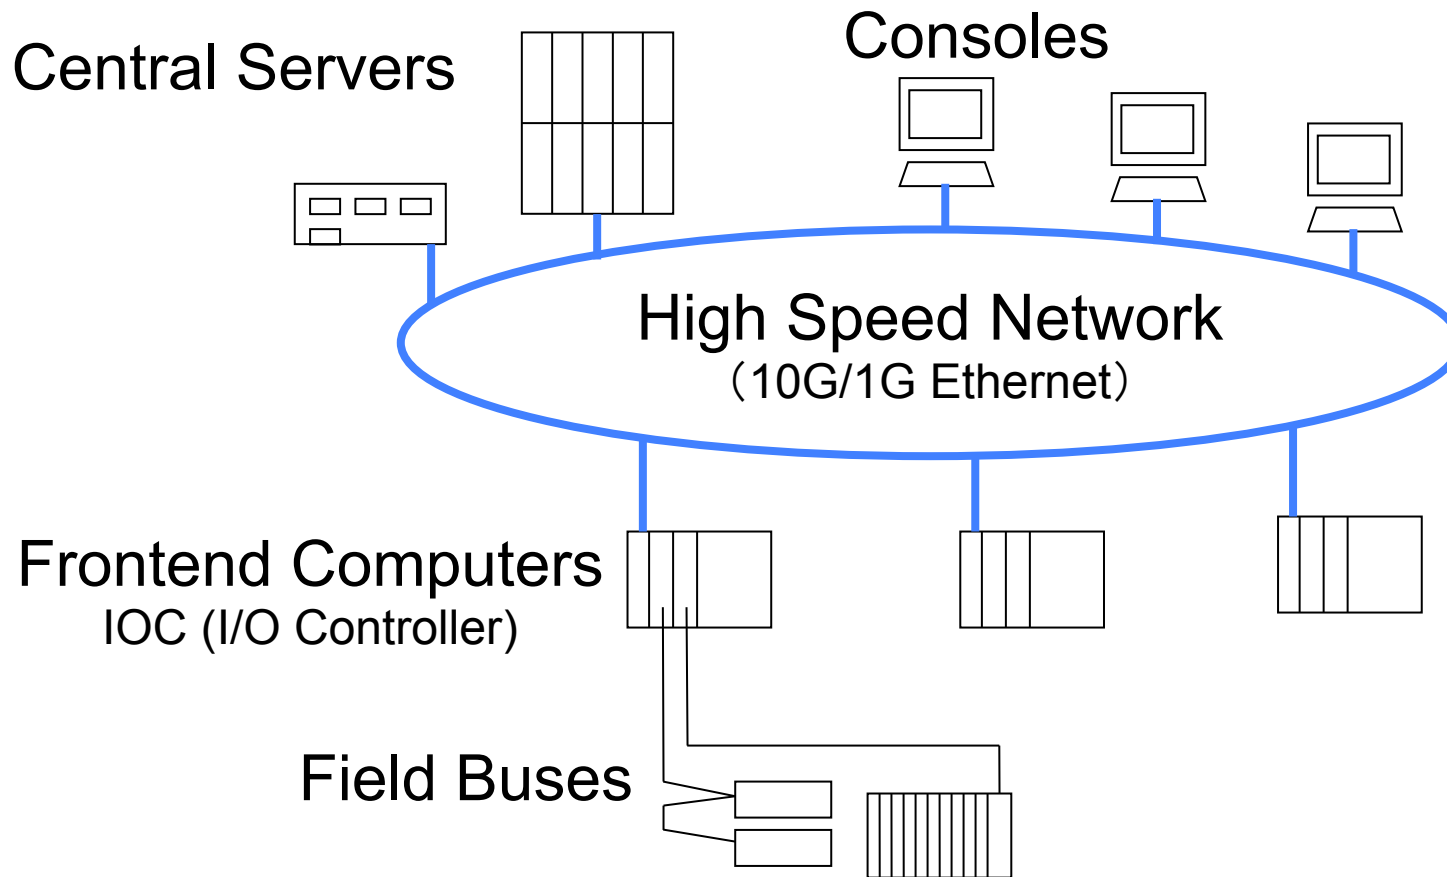 Central Servers
Consoles
High Speed Network
（10G/1G Ethernet）
Frontend Computers
IOC (I/O Controller)
Field Buses